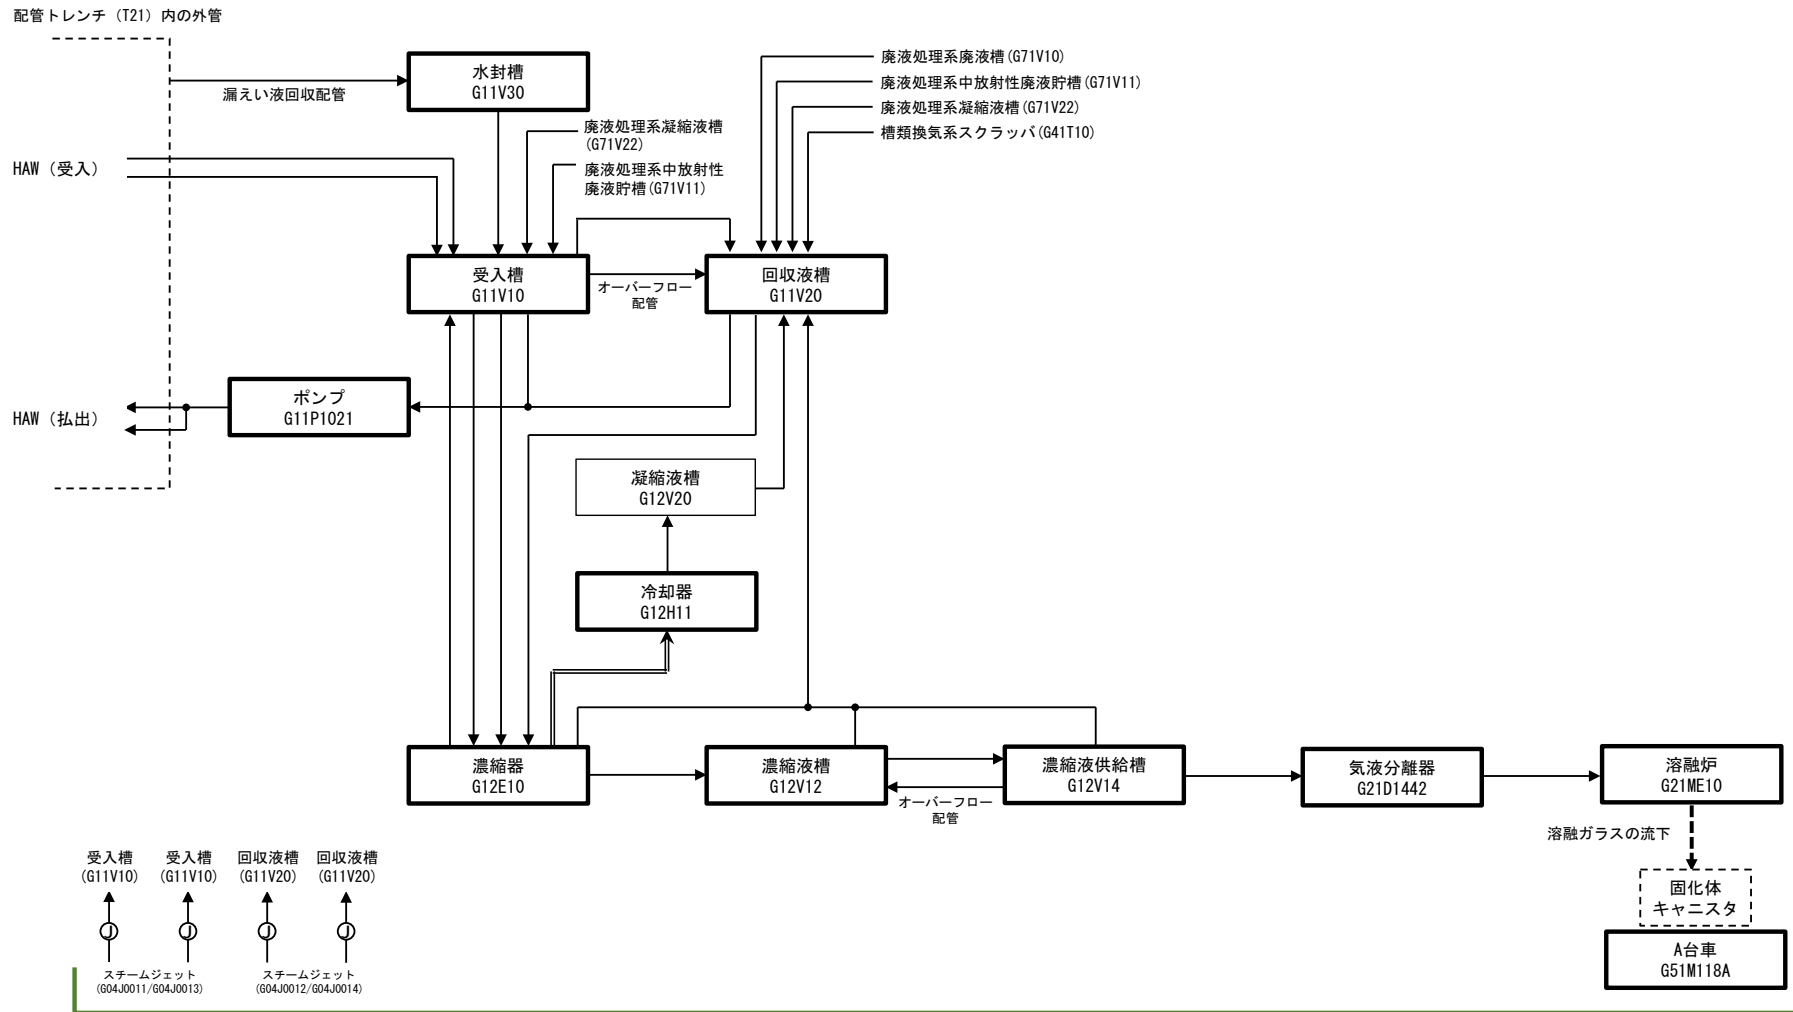 配管トレンチ（T21）内の外管
水封槽
G11V30
漏えい液回収配管
廃液処理系廃液槽(G71V10)
廃液処理系中放射性廃液貯槽(G71V11)
廃液処理系凝縮液槽(G71V22)
槽類換気系スクラッバ(G41T10)
廃液処理系凝縮液槽
(G71V22)
廃液処理系中放射性
廃液貯槽(G71V11)
HAW（受入）
受入槽
G11V10
オーバーフロー
配管
回収液槽
G11V20
ポンプ
G11P1021
HAW（払出）
凝縮液槽
G12V20
冷却器
G12H11
濃縮器
G12E10
濃縮液槽
G12V12
オーバーフロー
配管
濃縮液供給槽
G12V14
気液分離器
G21D1442
溶融炉
G21ME10
溶融ガラスの流下
固化体
キャニスタ
A台車
G51M118A
受入槽
(G11V10)
受入槽
(G11V10)
回収液槽
(G11V20)
回収液槽
(G11V20)
J
J
J
J
スチームジェット
(G04J0011/G04J0013)
スチームジェット
(G04J0012/G04J0014)